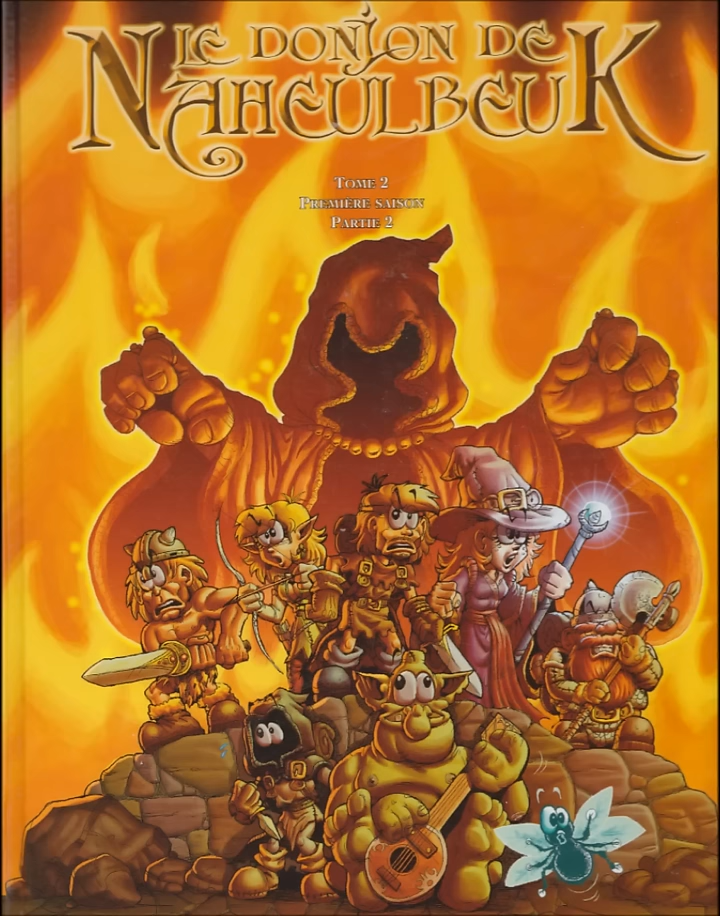 LE DONJON DE
NAHEULBEUK
TOME 2
PREMIÈRE SAISON
PARTIE 2